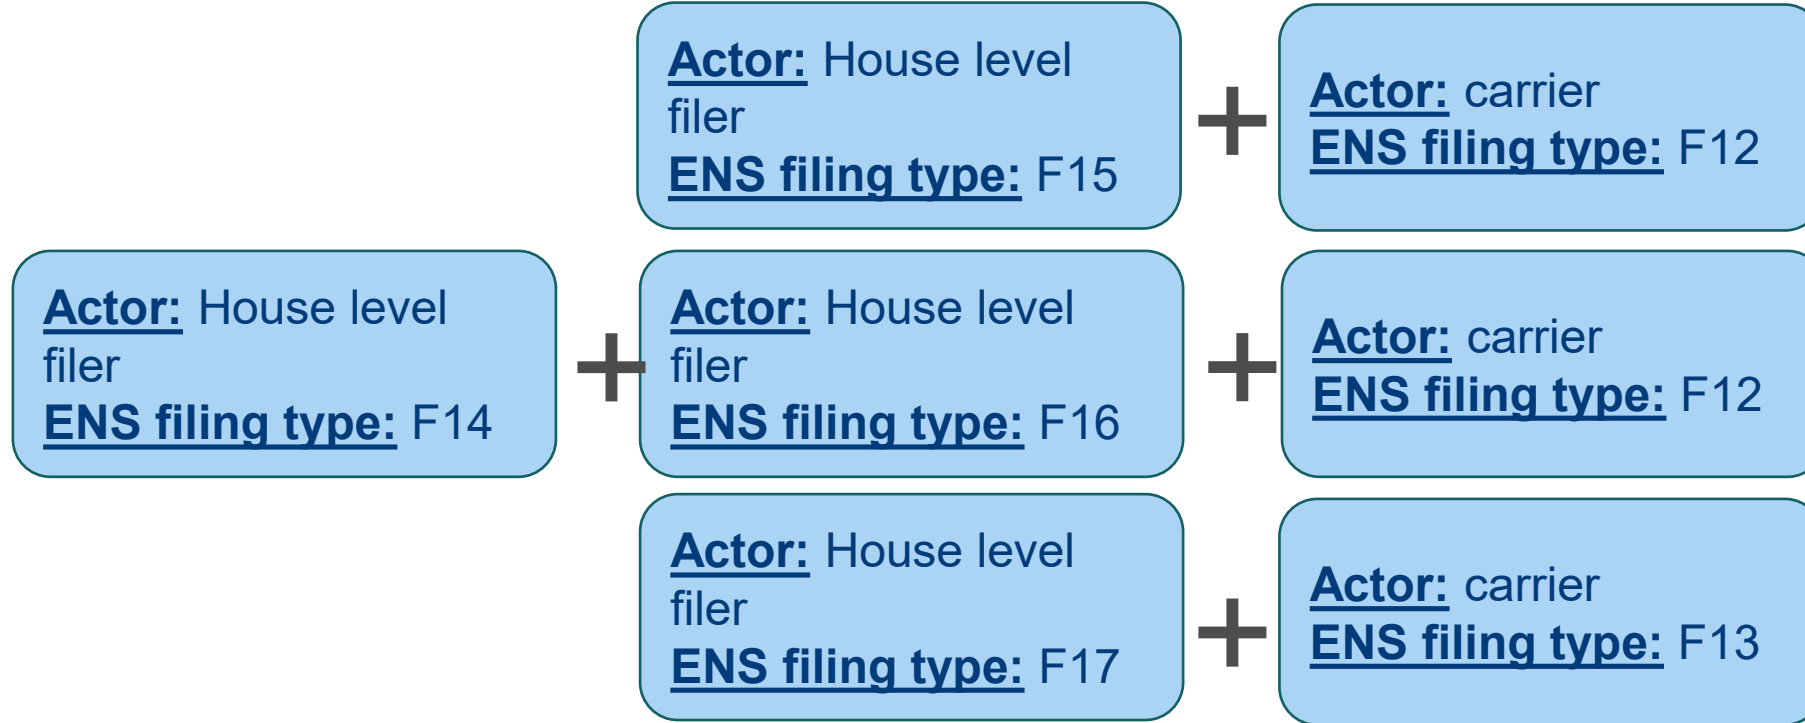 Actor: House level
filer
ENS filing type: F15
+
Actor: carrier
ENS filing type: F12
Actor: House level
filer
ENS filing type: F14
+
Actor: House level
filer
ENS filing type: F16
+
Actor: carrier
ENS filing type: F12
Actor: House level
filer
ENS filing type: F17
+
Actor: carrier
ENS filing type: F13